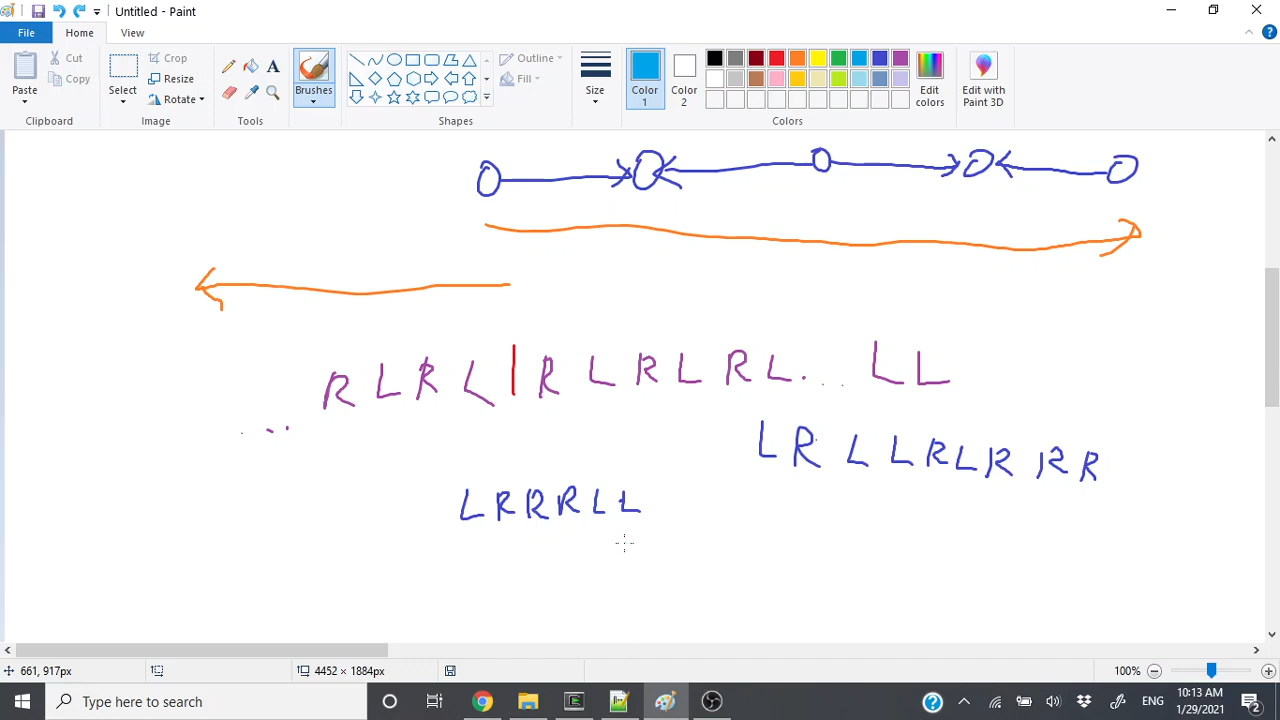 Untitled - Paint
File Home View
Paste Cut Copy
Clipboard
Select Crop Resize Rotate
Image
A
Tools
Brushes
Outline Fill
Shapes
Size
Color 1
Color 2
Edit colors
Edit with Paint 3D
Colors
R L R L | R L R L R L . . . L L
. . .
L R L L R L R R R
L R R R L L
661, 917px
4452 × 1884px
100%
Type here to search
ENG
10:13 AM
1/29/2021
2